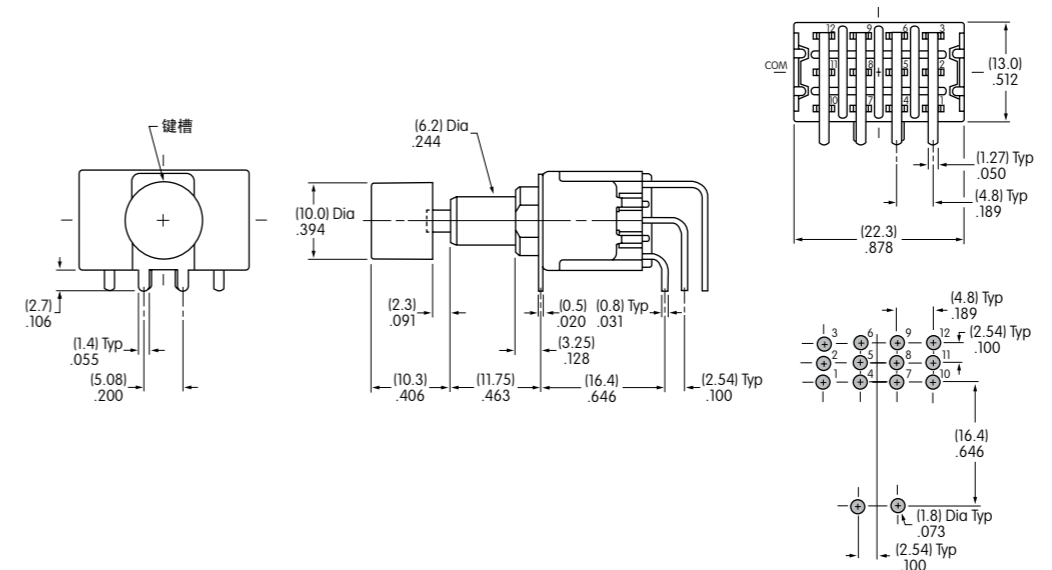 键槽
(2.7)
.106
(1.4) Typ
.055
(5.08)
.200
(6.2) Dia
.244
(10.0) Dia
.394
(2.3)
.091
(0.5)
.020
(0.8) Typ
.031
(3.25)
.128
(10.3)
.406
(11.75)
.463
(16.4)
.646
(2.54) Typ
.100
12 9 6 3
COM 11 8 5 2
10 7 4 1
(13.0)
.512
(1.27) Typ
.050
(4.8) Typ
.189
(22.3)
.878
(4.8) Typ
.189
3 6 9 12
(2.54) Typ
.100
2 5 8 11
1 4 7 10
(16.4)
.646
(1.8) Dia Typ
.073
(2.54) Typ
.100